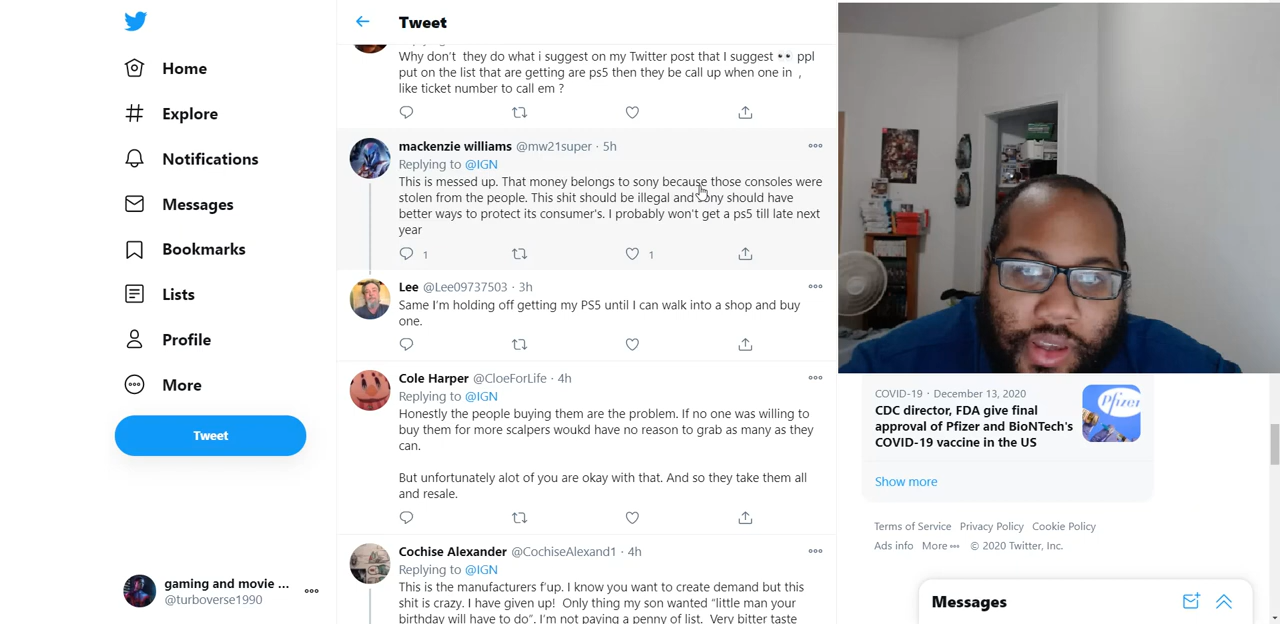 Home
Explore
Notifications
Messages
Bookmarks
Lists
Profile
More
Tweet
gaming and movie ...
@turboverse1990
Tweet
Why don't they do what i suggest on my Twitter post that I suggest 👀 ppl
put on the list that are getting are ps5 then they be call up when one in ,
like ticket number to call em ?
mackenzie williams @mw21super · 5h
Replying to @IGN
This is messed up. That money belongs to sony because those consoles were
stolen from the people. This shit should be illegal and sony should have
better ways to protect its consumer's. I probably won't get a ps5 till late next
year
1 1
Lee @Lee09737503 · 3h
Same I'm holding off getting my PS5 until I can walk into a shop and buy
one.
Cole Harper @CloeForLife · 4h
Replying to @IGN
Honestly the people buying them are the problem. If no one was willing to
buy them for more scalpers woukd have no reason to grab as many as they
can.
But unfortunately alot of you are okay with that. And so they take them all
and resale.
Cochise Alexander @CochiseAlexand1 · 4h
Replying to @IGN
This is the manufacturers f'up. I know you want to create demand but this
shit is crazy. I have given up! Only thing my son wanted "little man your
birthday will have to do". I'm not paying a penny of list. Very bitter taste
COVID-19 · December 13, 2020
CDC director, FDA give final
approval of Pfizer and BioNTech's
COVID-19 vaccine in the US
Pfizer
Show more
Terms of Service Privacy Policy Cookie Policy
Ads info More ··· © 2020 Twitter, Inc.
Messages